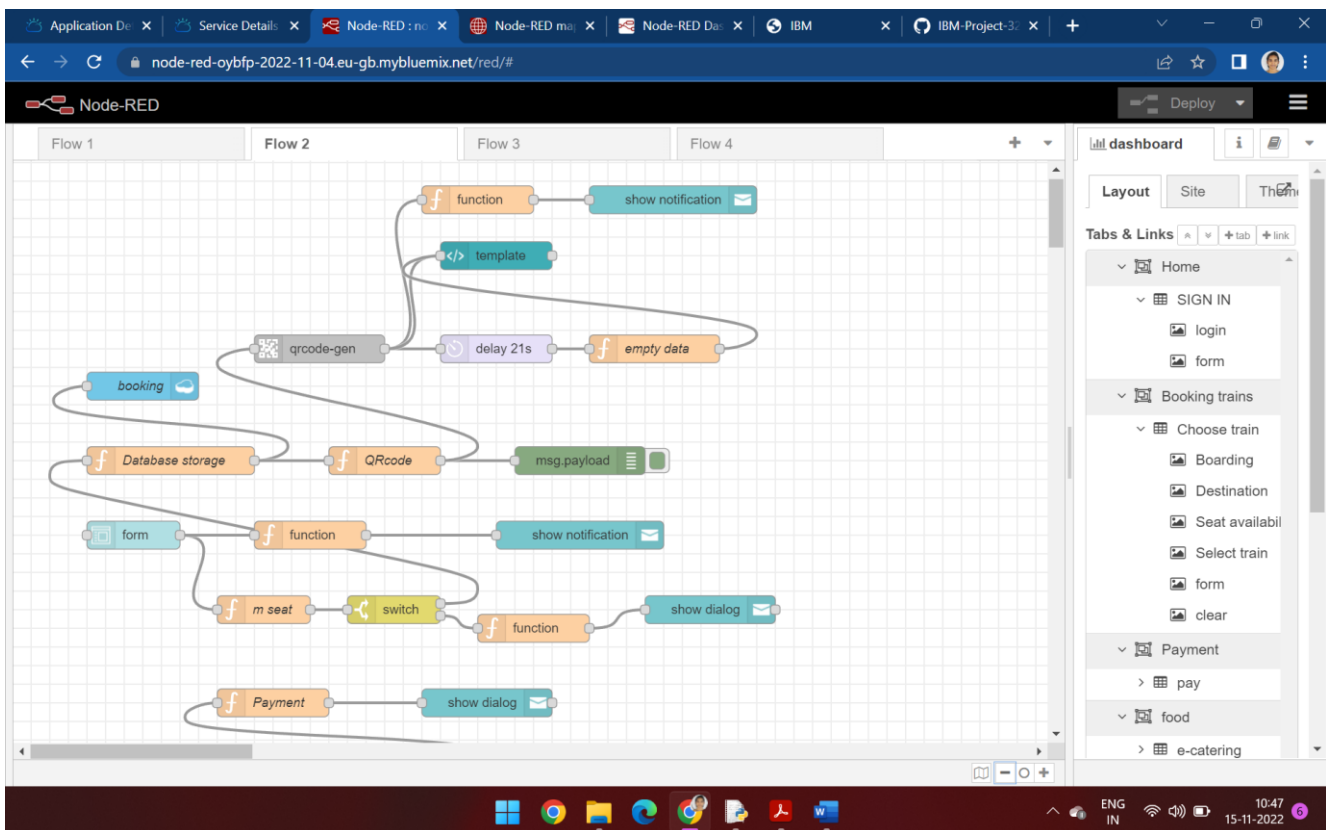 Application De
Service Details
Node-RED : no
Node-RED ma
Node-RED Das
IBM
IBM-Project-32
node-red-oybfp-2022-11-04.eu-gb.mybluemix.net/red/#
Node-RED
Deploy
Flow 1
Flow 2
Flow 3
Flow 4
dashboard
i
Layout
Site
Theme
Tabs & Links
+ tab
+ link
function
show notification
</> template
qrcode-gen
delay 21s
f empty data
booking
f Database storage
f QRcode
msg.payload
form
f function
show notification
f m seat
switch
f function
show dialog
f Payment
show dialog
Home
SIGN IN
login
form
Booking trains
Choose train
Boarding
Destination
Seat availabil
Select train
form
clear
Payment
pay
food
e-catering
ENG
IN
10:47
15-11-2022
6